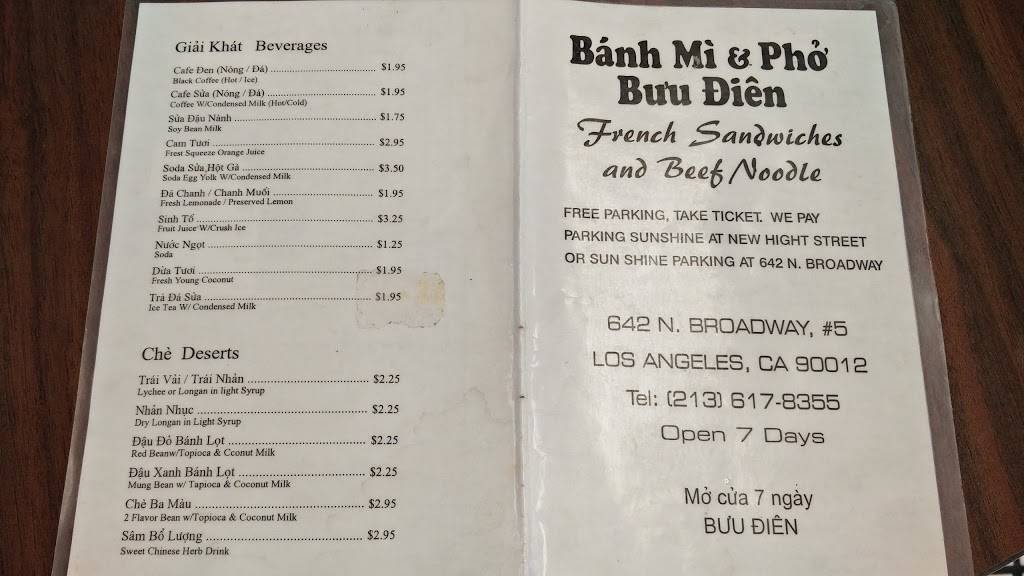 Giải Khát Beverages
Cafe Đen (Nóng / Đá) ........ $1.95
Black Coffee (Hot / Ice)
Cafe Sữa (Nóng / Đá) ........ $1.95
Coffee W/Condensed Milk (Hot/Cold)
Sữa Đậu Nành ........ $1.75
Soy Bean Milk
Cam Tươi ........ $2.95
Frest Squeeze Orange Juice
Soda Sữa Hột Gà ........ $3.50
Soda Egg Yolk W/Condensed Milk
Đá Chanh / Chanh Muối ........ $1.95
Fresh Lemonade / Preserved Lemon
Sinh Tố ........ $3.25
Fruit Juice W/Crush Ice
Nước Ngọt ........ $1.25
Soda
Dừa Tươi ........ $1.95
Fresh Young Coconut
Trà Đá Sữa ........ $1.95
Ice Tea W/ Condensed Milk
Chè Deserts
Trái Vải / Trái Nhản ........ $2.25
Lychee or Longan in light Syrup
Nhản Nhục ........ $2.25
Dry Longan in Light Syrup
Đậu Đỏ Bánh Lọt ........ $2.25
Red Beanw/Topioca & Cconut Milk
Đậu Xanh Bánh Lọt ........ $2.25
Mung Bean w/ Tapioca & Coconut Milk
Chè Ba Màu ........ $2.95
2 Flavor Bean w/Topioca & Coconut Milk
Sâm Bổ Lượng ........ $2.95
Sweet Chinese Herb Drink
Bánh Mì & Phở
Bưu Điên
French Sandwiches
and Beef Noodle
FREE PARKING, TAKE TICKET. WE PAY
PARKING SUNSHINE AT NEW HIGHT STREET
OR SUN SHINE PARKING AT 642 N. BROADWAY
642 N. BROADWAY, #5
LOS ANGELES, CA 90012
Tel: (213) 617-8355
Open 7 Days
Mở cửa 7 ngày
BƯU ĐIÊN